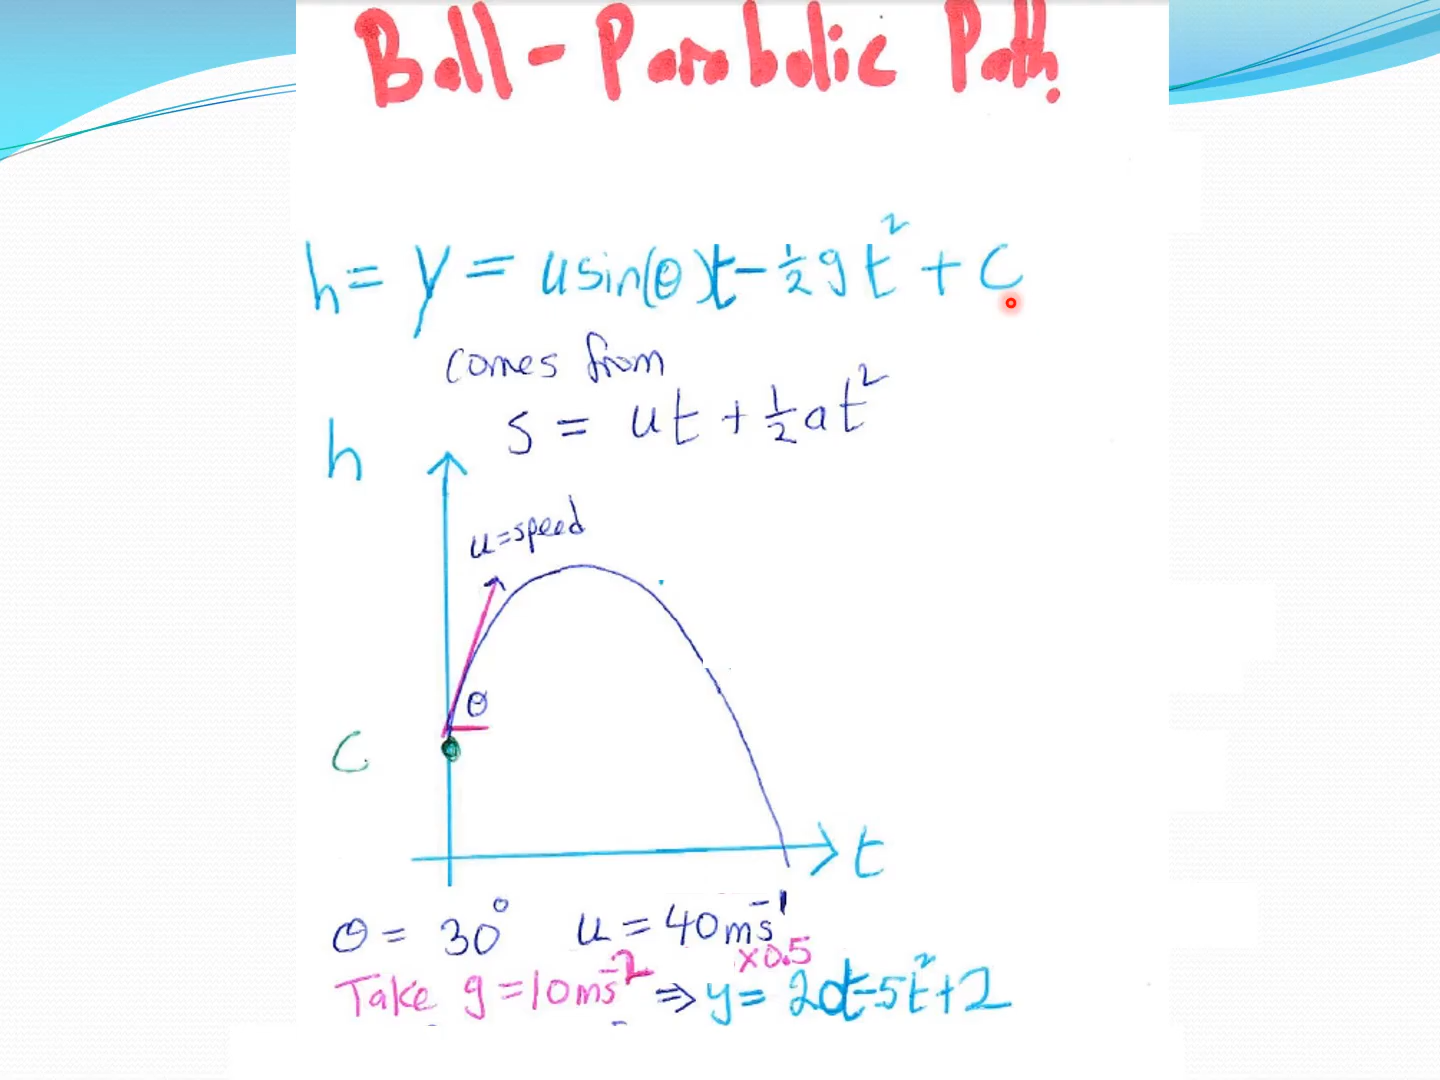 Ball - Parabolic Path.
h = y = usin(θ)t - ½gt² + C
comes from
s = ut + ½at²
h
u=speed
θ
C
t
θ = 30° u = 40ms⁻¹
x0.5
Take g = 10ms⁻² ⇒ y = 20t-5t²+2